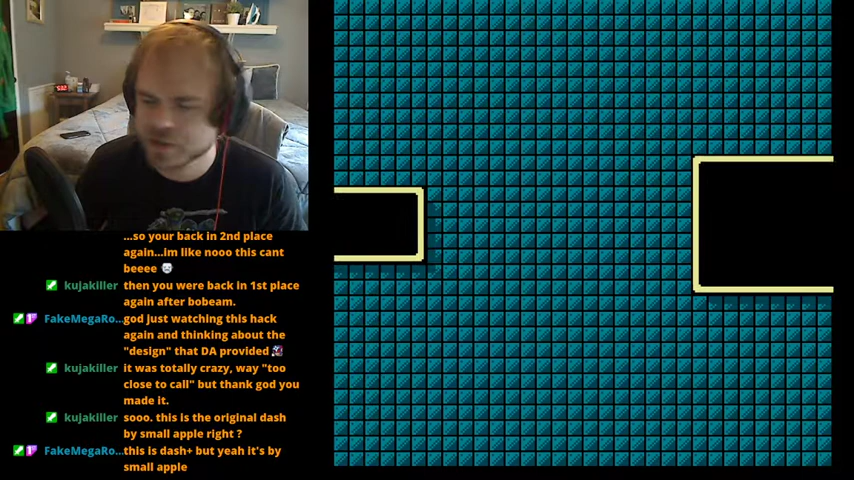 ...so your back in 2nd place
again...im like nooo this cant
beeee
kujakiller then you were back in 1st place
again after bobeam.
FakeMegaRo... god just watching this hack
again and thinking about the
"design" that DA provided
kujakiller it was totally crazy, way "too
close to call" but thank god you
made it.
kujakiller sooo. this is the original dash
by small apple right ?
FakeMegaRo... this is dash+ but yeah it's by
small apple